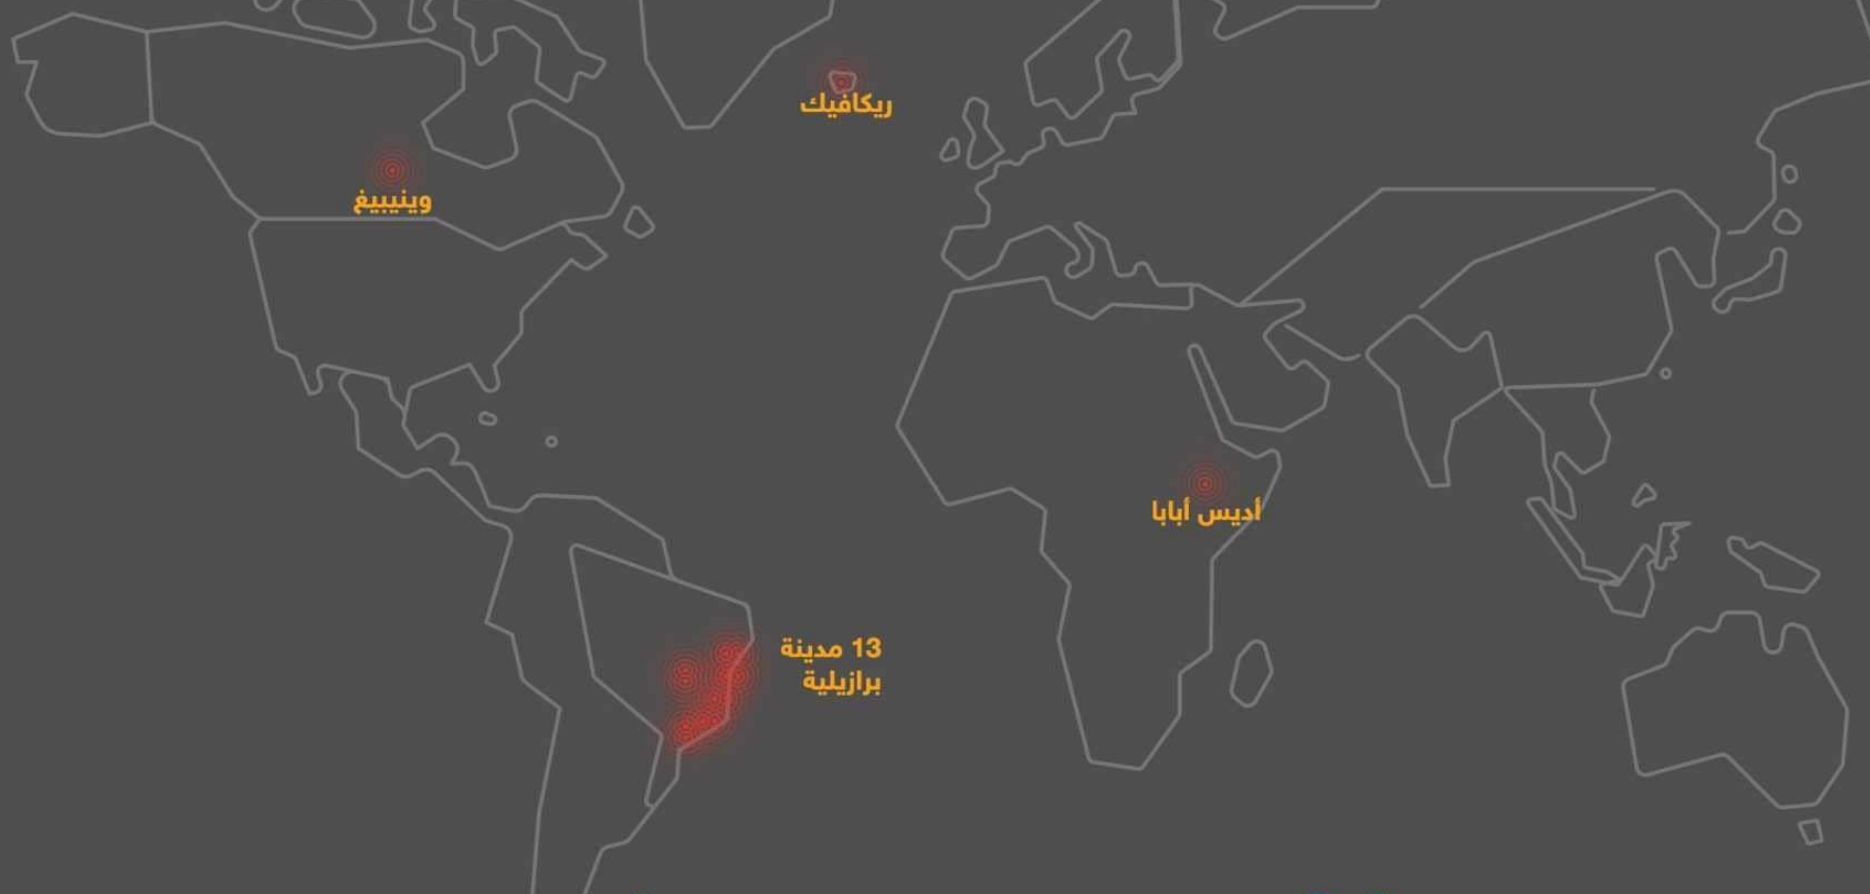 ريكافيك
وينيبيغ
أديس أبابا
13 مدينة
برازيلية